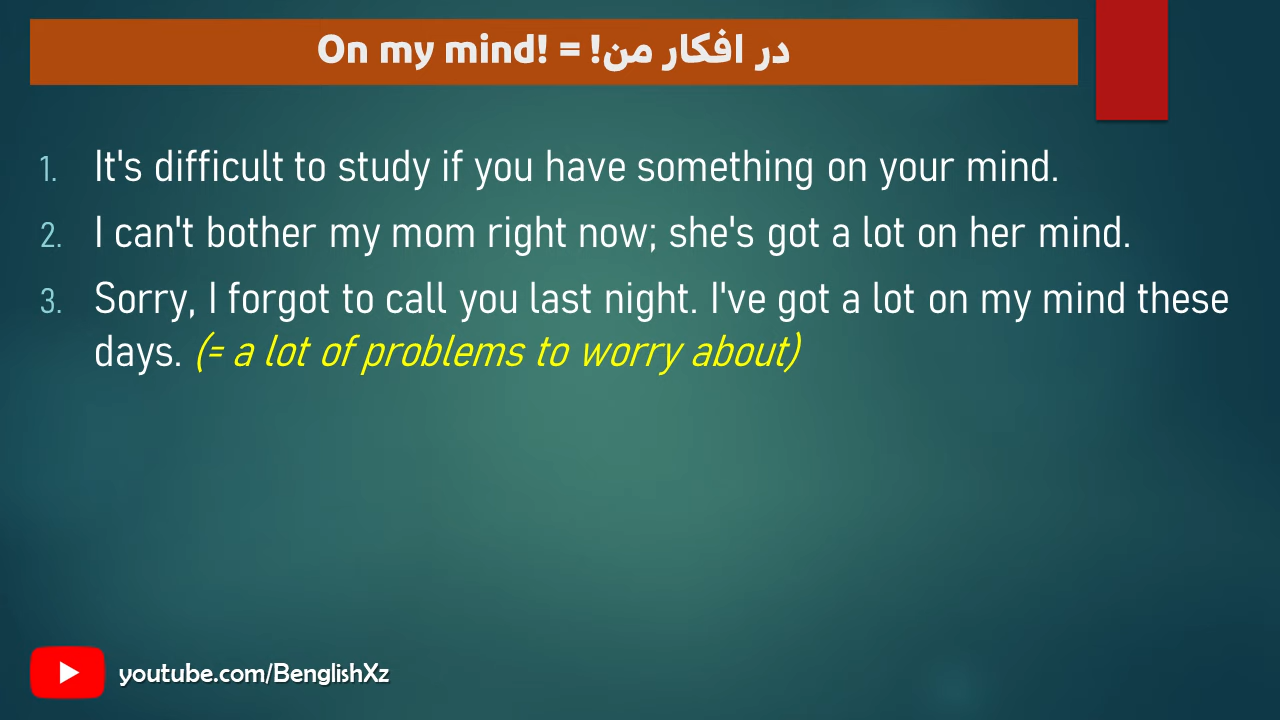 On my mind! = در افکار من!
1. It's difficult to study if you have something on your mind.
2. I can't bother my mom right now; she's got a lot on her mind.
3. Sorry, I forgot to call you last night. I've got a lot on my mind these
days. (= a lot of problems to worry about)
youtube.com/BenglishXz